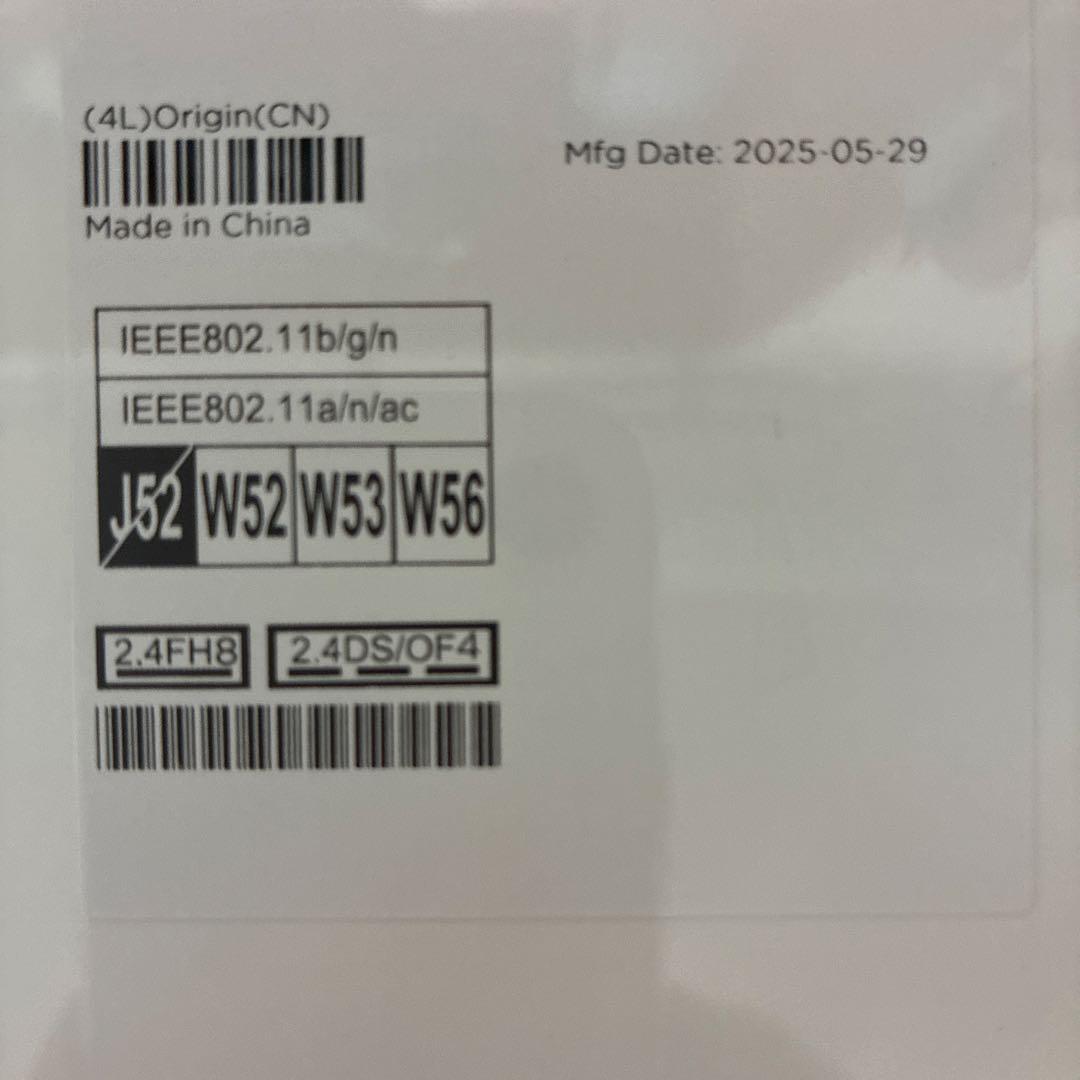 (4L)Origin(CN)
Mfg Date: 2025-05-29
Made in China
IEEE802.11b/g/n
IEEE802.11a/n/ac
J52 W52 W53 W56
2.4FH8 2.4DS/OF4